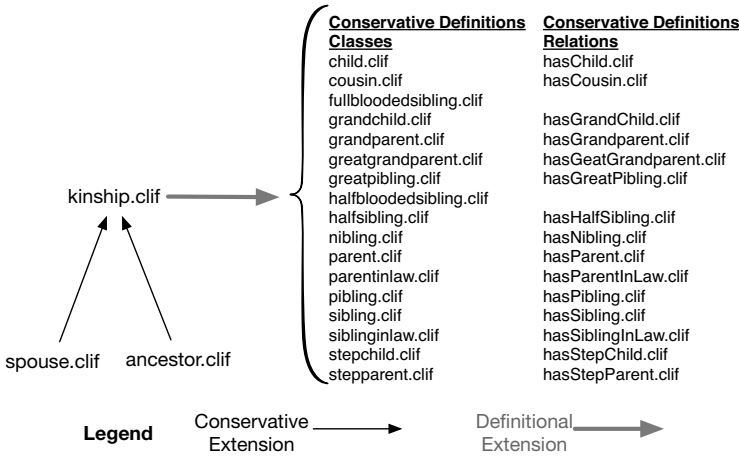 Conservative Definitions Conservative Definitions
Classes Relations
child.clif hasChild.clif
cousin.clif hasCousin.clif
fullbloodedsibling.clif
grandchild.clif hasGrandChild.clif
grandparent.clif hasGrandparent.clif
greatgrandparent.clif hasGeatGrandparent.clif
greatpibling.clif hasGreatPibling.clif
kinship.clif
halfbloodedsibling.clif
halfsibling.clif hasHalfSibling.clif
nibling.clif hasNibling.clif
parent.clif hasParent.clif
parentinlaw.clif hasParentInLaw.clif
pibling.clif hasPibling.clif
sibling.clif hasSibling.clif
siblinginlaw.clif hasSiblingInLaw.clif
stepchild.clif hasStepChild.clif
stepparent.clif hasStepParent.clif
spouse.clif ancestor.clif
Legend
Conservative
Extension
Definitional
Extension